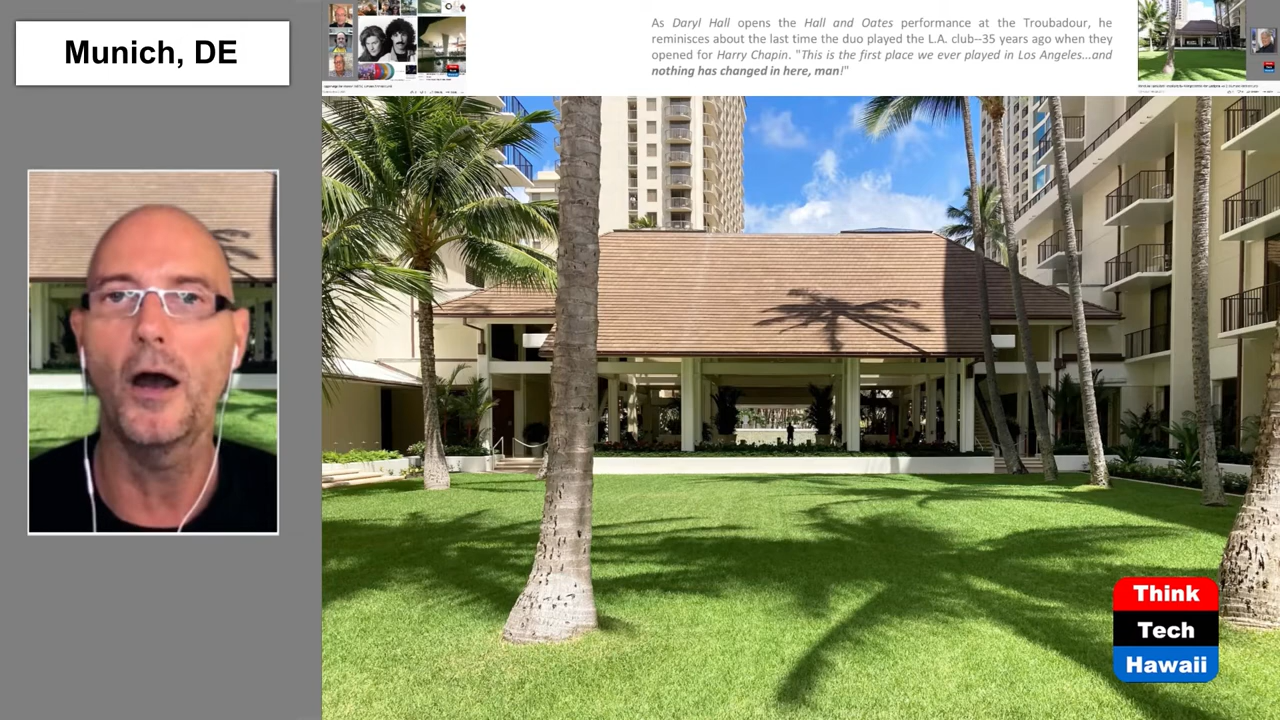 Munich, DE
As Daryl Hall opens the Hall and Oates performance at the Troubadour, he
reminisces about the last time the duo played the L.A. club--35 years ago when they
opened for Harry Chapin. "This is the first place we ever played in Los Angeles...and
nothing has changed in here, man!"
Think
Tech
Hawaii